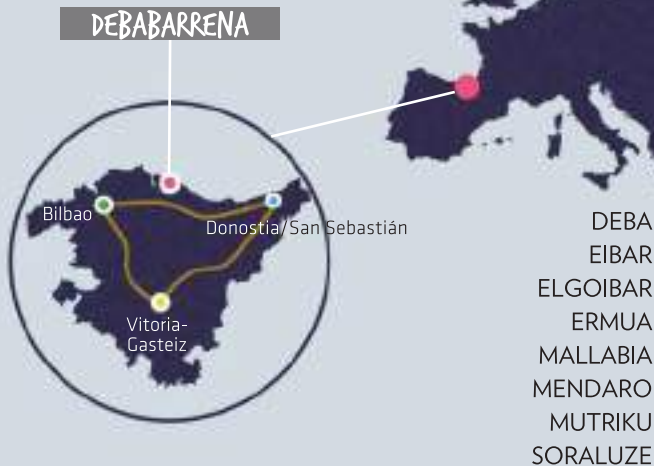 DEBABARRENA
Bilbao
Donostia/San Sebastián
Vitoria-
Gasteiz
DEBA
EIBAR
ELGOIBAR
ERMUA
MALLABIA
MENDARO
MUTRIKU
SORALUZE